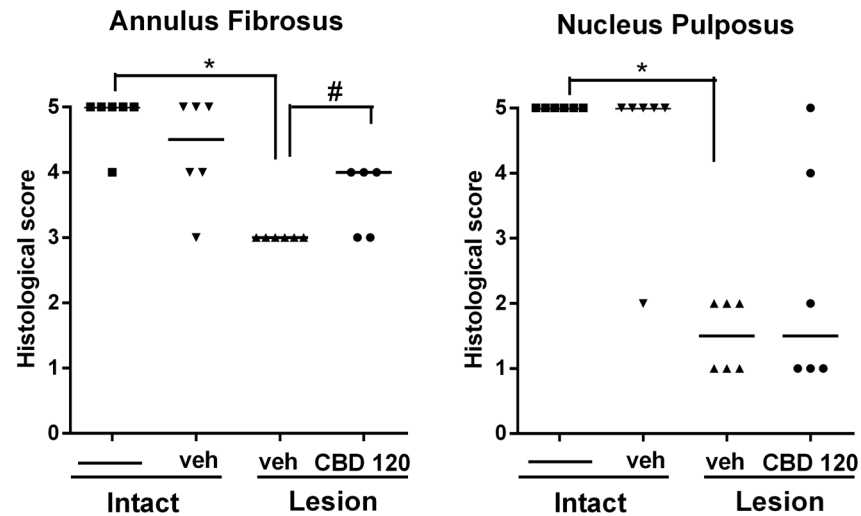 Annulus Fibrosus
*
#
Histological score
5
4
3
2
1
0
veh
veh
CBD 120
Intact
Lesion
Nucleus Pulposus
*
Histological score
5
4
3
2
1
0
veh
veh
CBD 120
Intact
Lesion